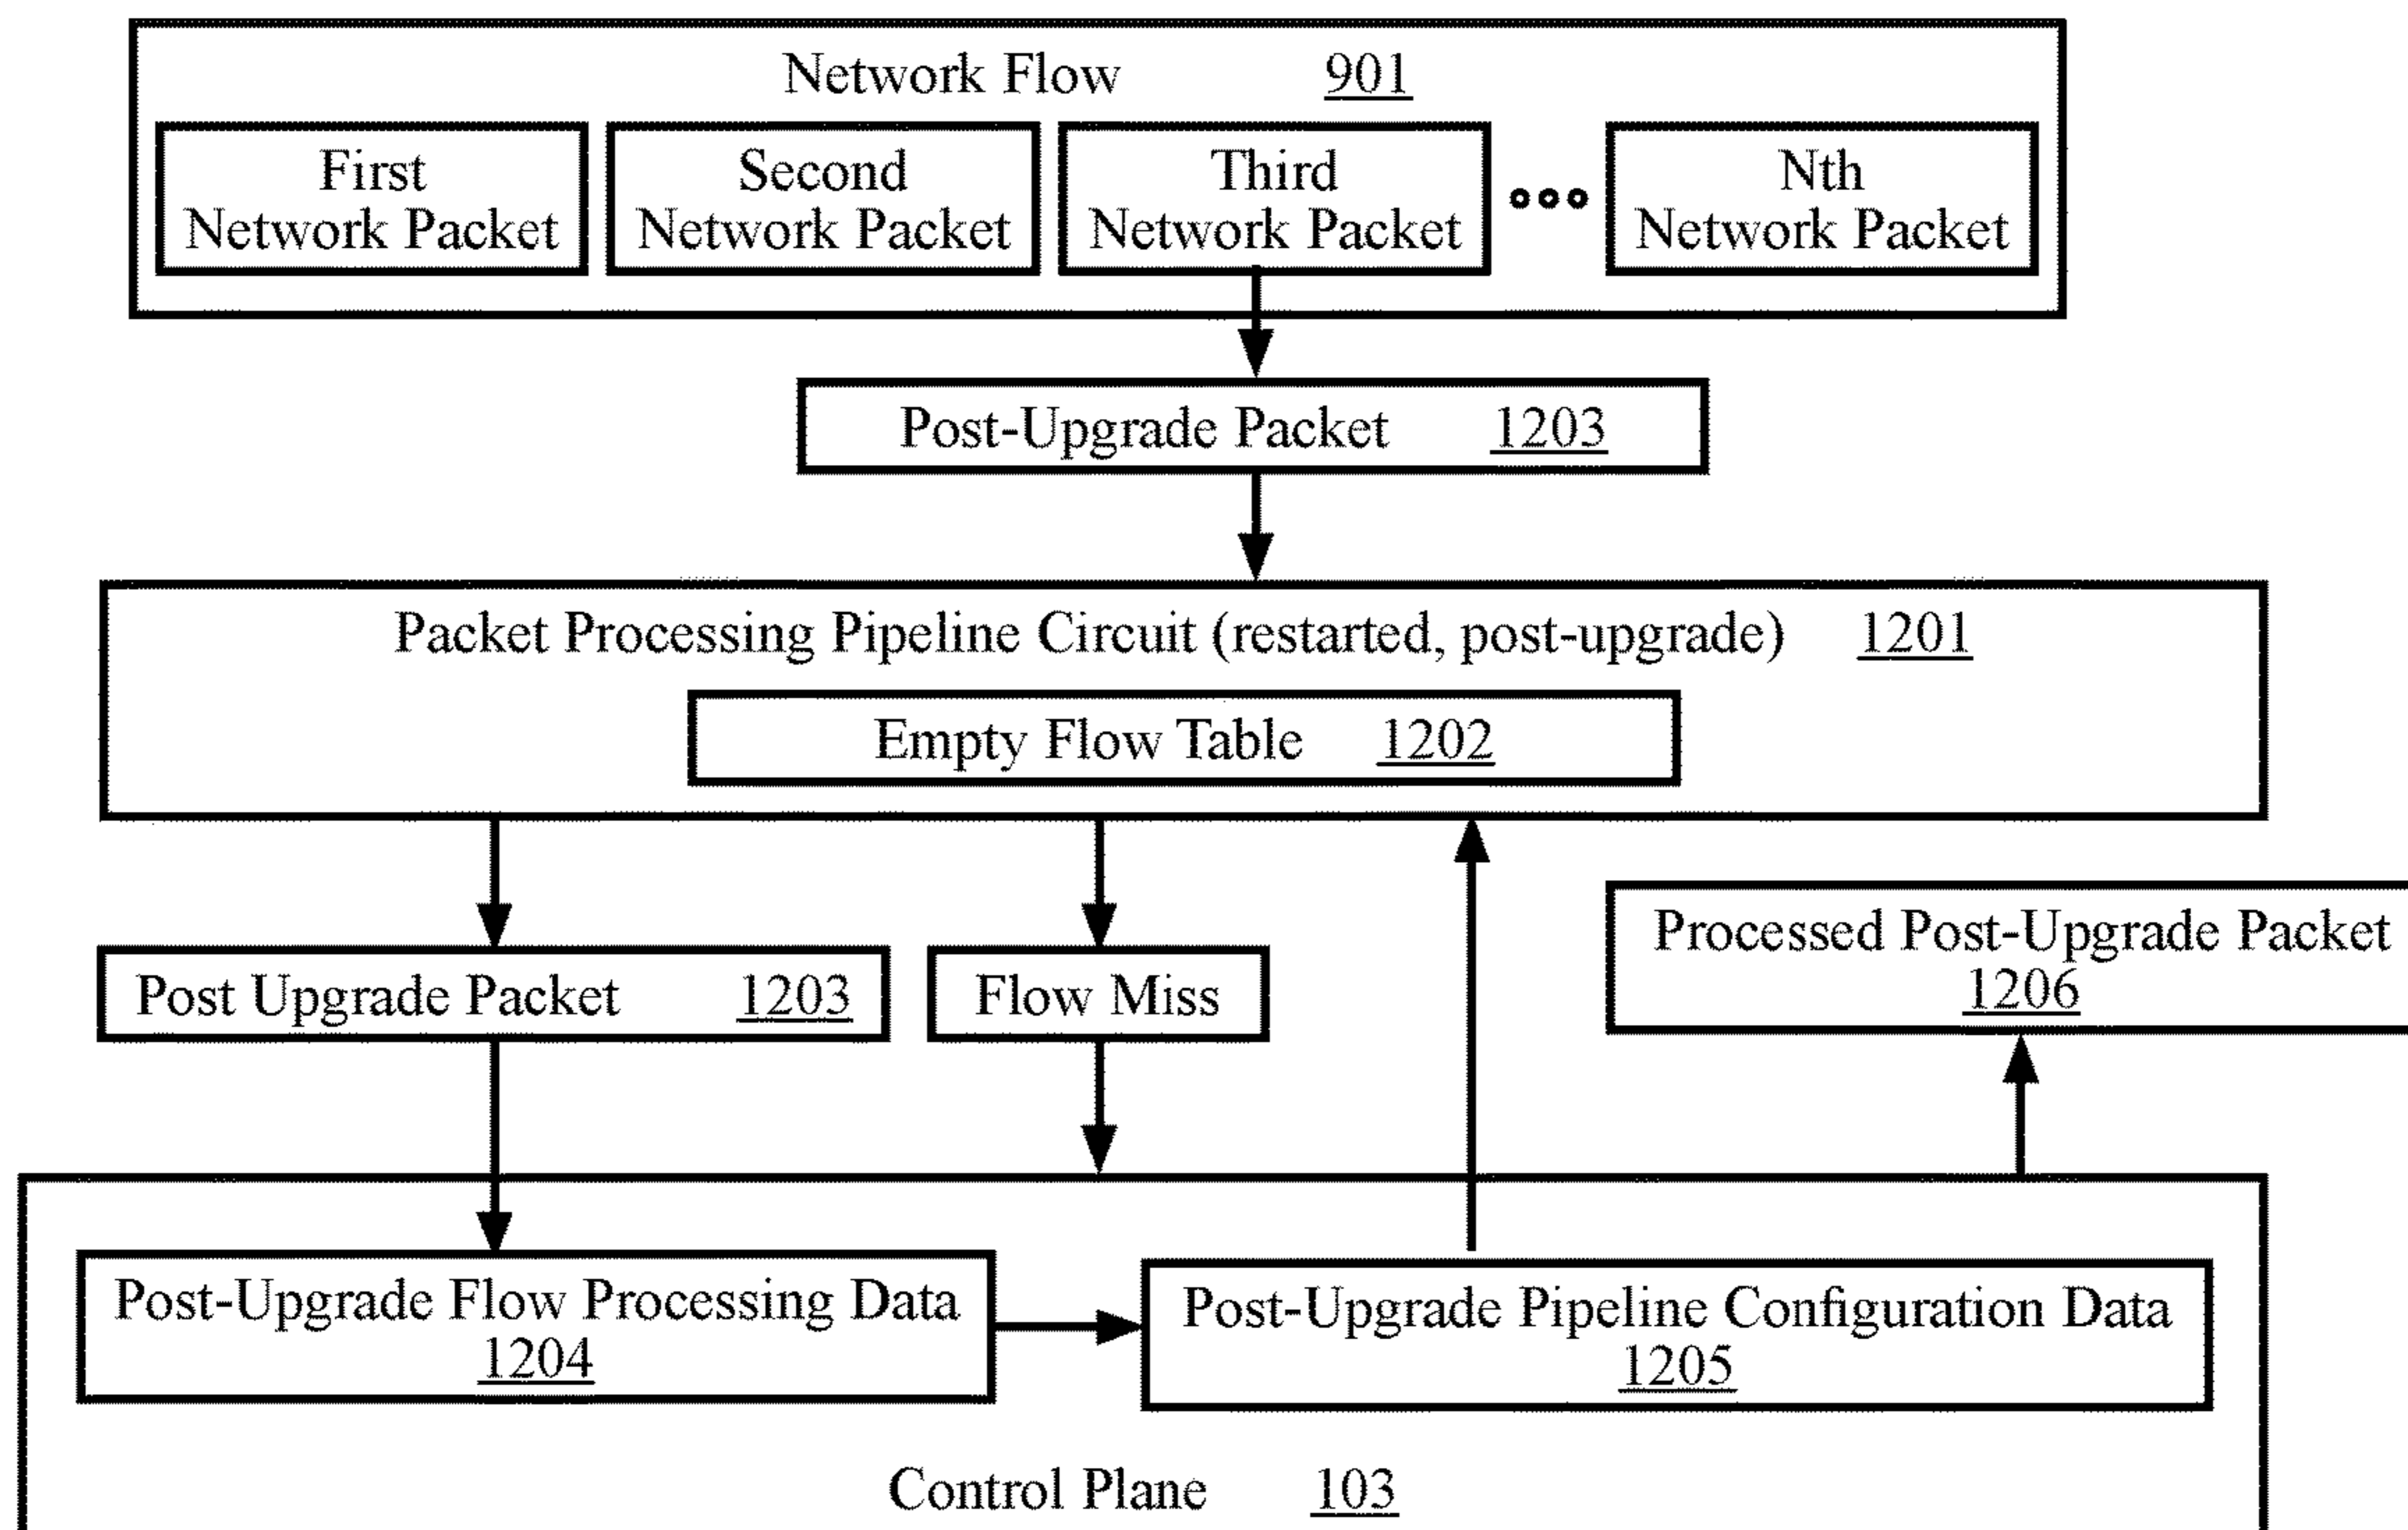 Network Flow 901
First
Network Packet
Second
Network Packet
Third
Network Packet
Nth
Network Packet
Post-Upgrade Packet 1203
Packet Processing Pipeline Circuit (restarted, post-upgrade) 1201
Empty Flow Table 1202
Processed Post-Upgrade Packet
1206
Post Upgrade Packet 1203
Flow Miss
Post-Upgrade Flow Processing Data
1204
Post-Upgrade Pipeline Configuration Data
1205
Control Plane 103